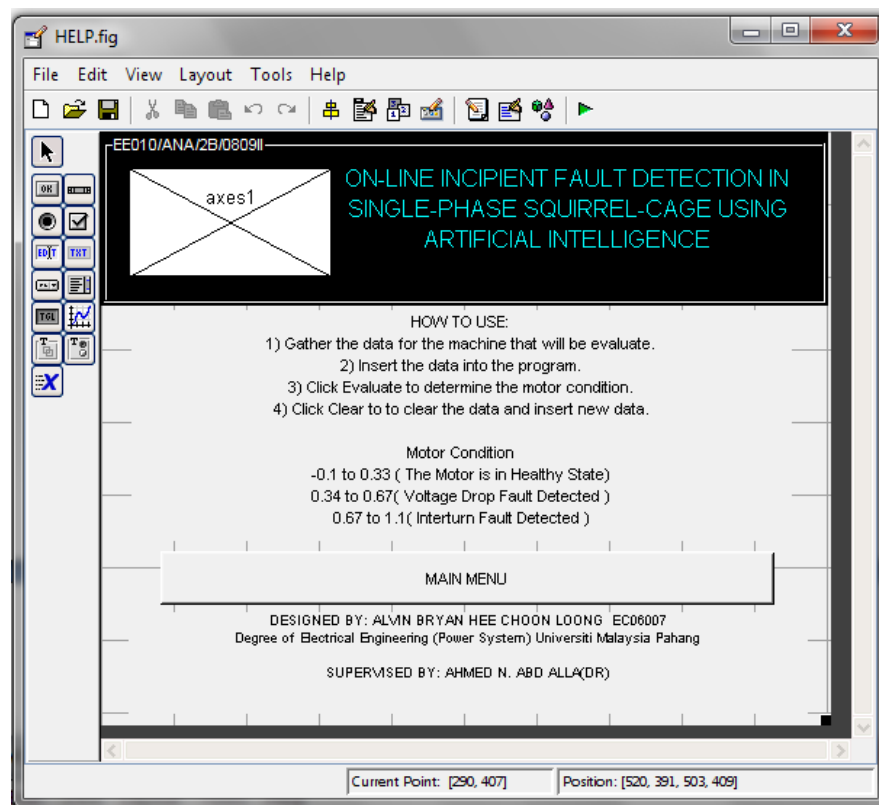 HELP.fig
File Edit View Layout Tools Help
EE010/ANA/2B/0809II
axes1
ON-LINE INCIPIENT FAULT DETECTION IN
SINGLE-PHASE SQUIRREL-CAGE USING
ARTIFICIAL INTELLIGENCE
OK
EDIT
TXT
TGL
HOW TO USE:
1) Gather the data for the machine that will be evaluate.
2) Insert the data into the program.
3) Click Evaluate to determine the motor condition.
4) Click Clear to to clear the data and insert new data.
Motor Condition
-0.1 to 0.33 ( The Motor is in Healthy State)
0.34 to 0.67( Voltage Drop Fault Detected )
0.67 to 1.1( Interturn Fault Detected )
MAIN MENU
DESIGNED BY: ALVIN BRYAN HEE CHOON LOONG EC06007
Degree of Electrical Engineering (Power System) Universiti Malaysia Pahang
SUPERVISED BY: AHMED N. ABD ALLA(DR)
Current Point: [290, 407] Position: [520, 391, 503, 409]